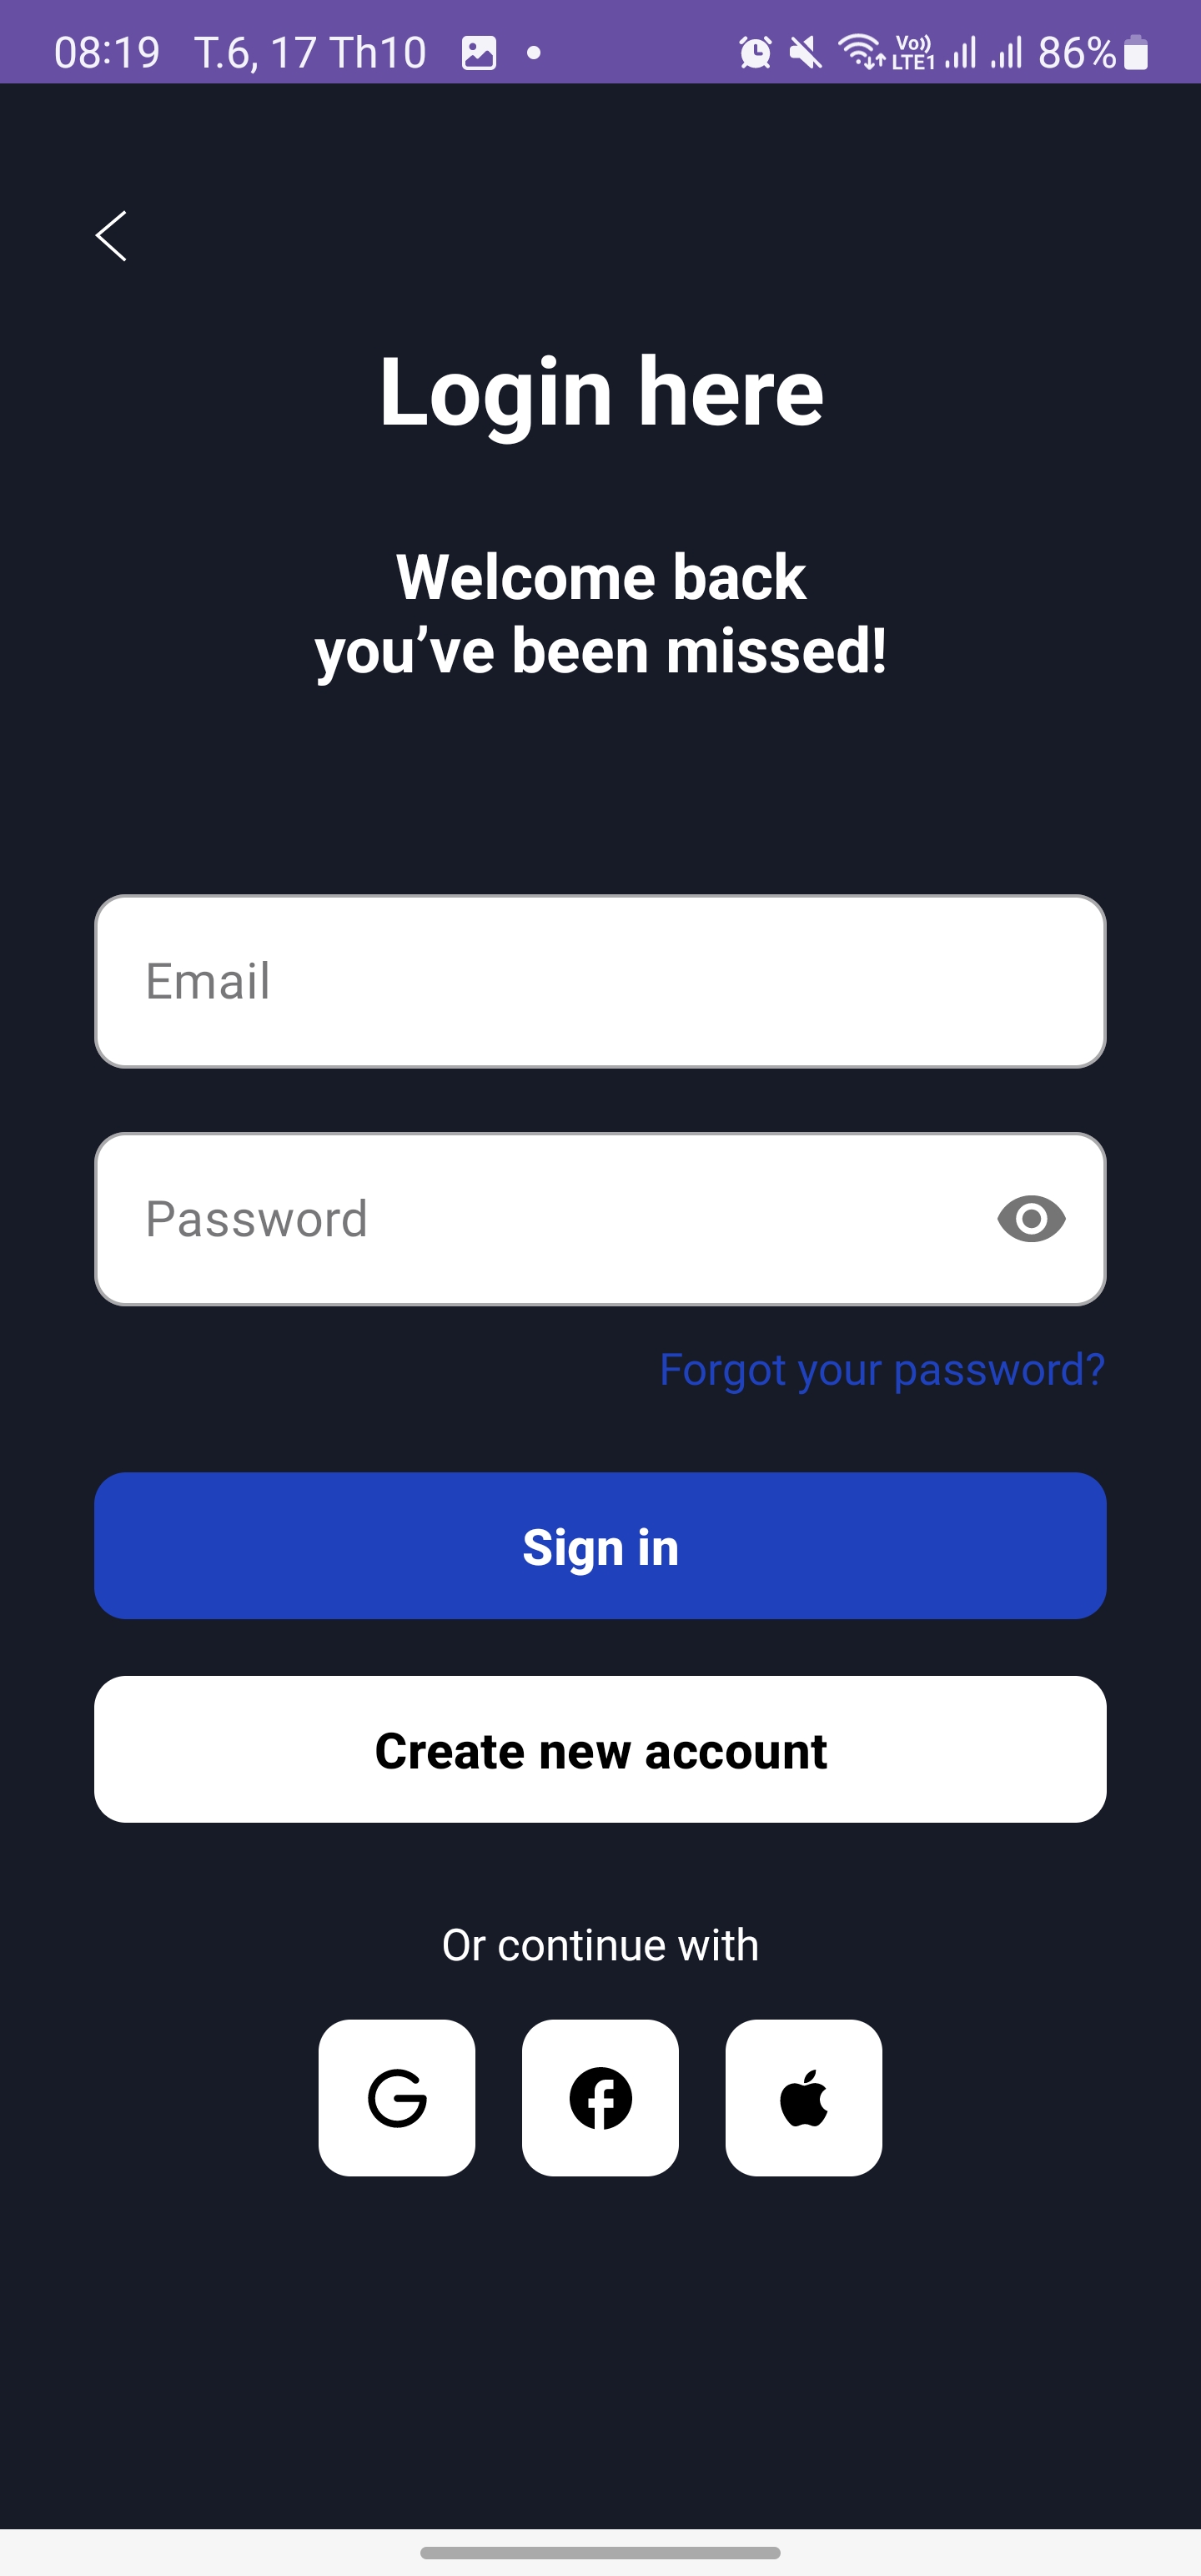 08:19 T.6, 17 Th10 Vo)) LTE1 86%
Login here
Welcome back
you’ve been missed!
Email
Password
Forgot your password?
Sign in
Create new account
Or continue with